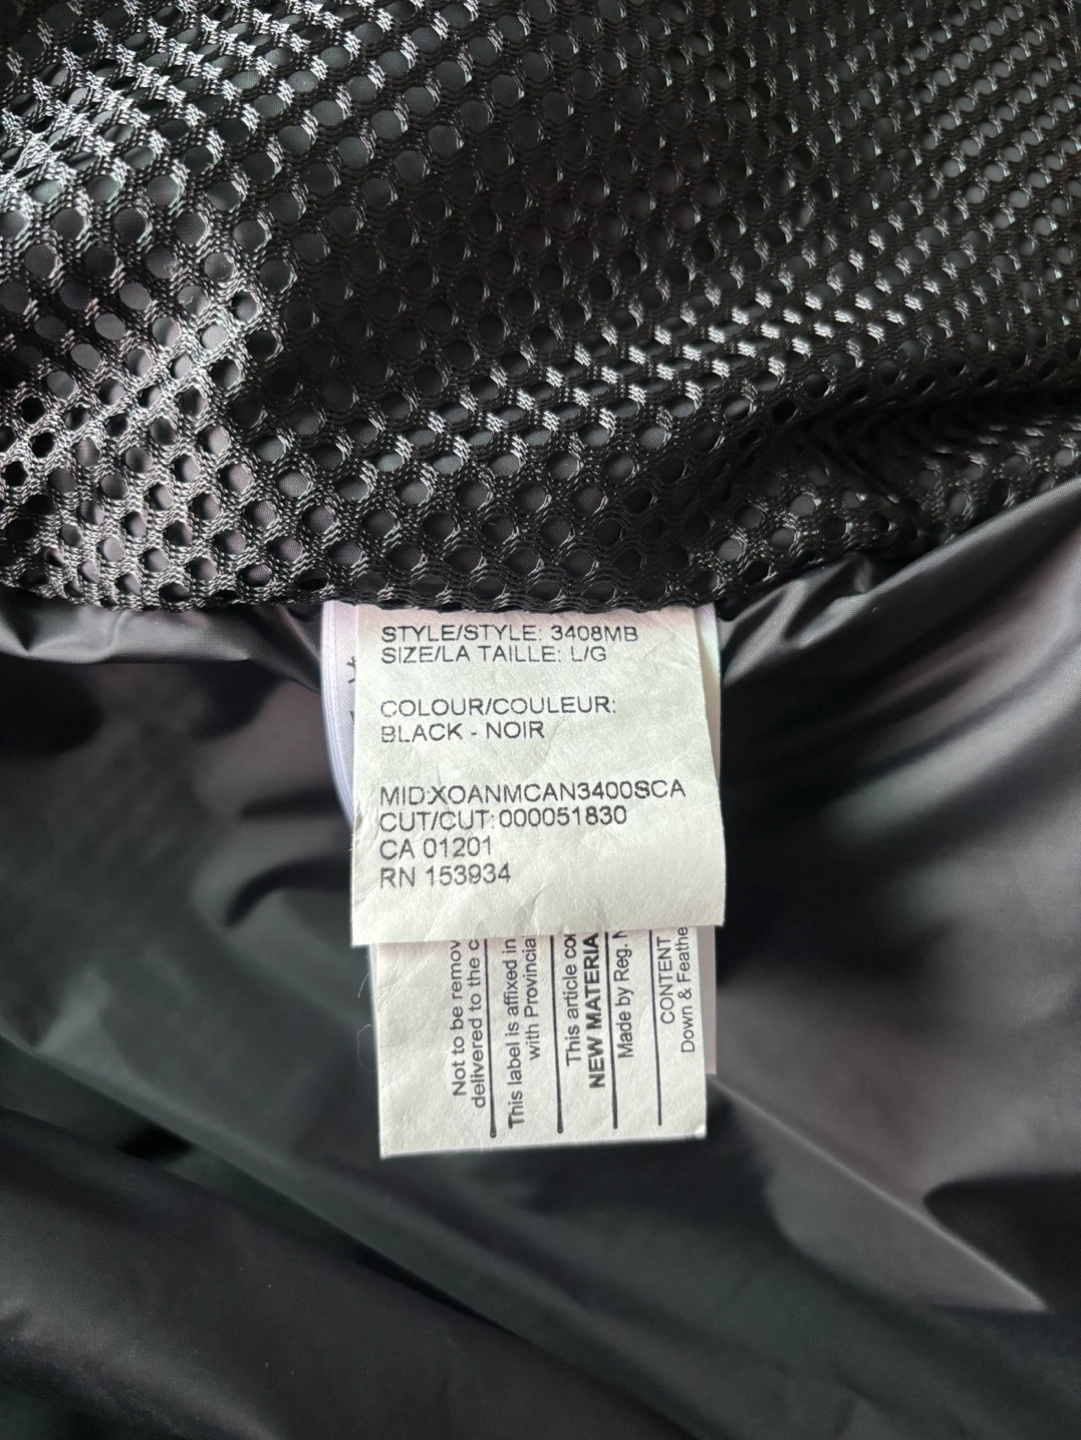 STYLE/STYLE: 3408MB
SIZE/LA TAILLE: L/G
COLOUR/COULEUR:
BLACK - NOIR
MID:XOANMCAN3400SCA
CUT/CUT:000051830
CA 01201
RN 153934
Not to be remov
delivered to the c
This label is affixed in
with Provincia
This article co
NEW MATERIA
Made by Reg. N
CONTENT
Down & Feathe